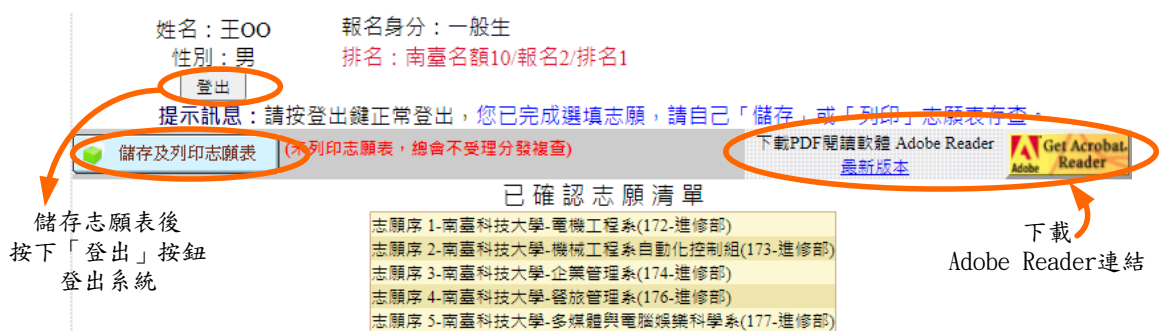 姓名：王OO
報名身分：一般生
性別：男
排名：南臺名額10/報名2/排名1
登出
提示訊息：請按登出鍵正常登出，您已完成選填志願，請自己「儲存」或「列印」志願表存查。
儲存及列印志願表
(未列印志願表，總會不受理分發複查)
下載PDF閱讀軟體 Adobe Reader
最新版本
Get Acrobat
Reader
Adobe
已確認志願清單
志願序 1-南臺科技大學-電機工程系(172-進修部)
志願序 2-南臺科技大學-機械工程系自動化控制組(173-進修部)
志願序 3-南臺科技大學-企業管理系(174-進修部)
志願序 4-南臺科技大學-餐旅管理系(176-進修部)
志願序 5-南臺科技大學-多媒體與電腦娛樂科學系(177-進修部)
儲存志願表後
按下「登出」按鈕
登出系統
下載
Adobe Reader連結